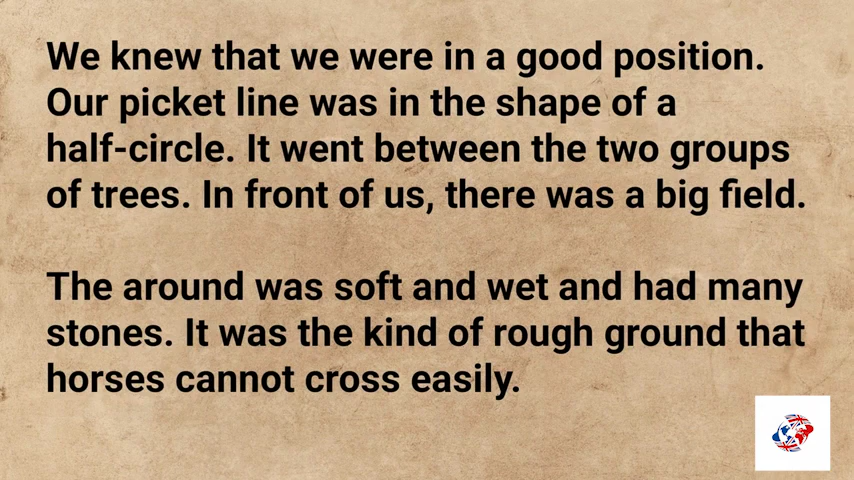 We knew that we were in a good position.
Our picket line was in the shape of a
half-circle. It went between the two groups
of trees. In front of us, there was a big field.
The around was soft and wet and had many
stones. It was the kind of rough ground that
horses cannot cross easily.